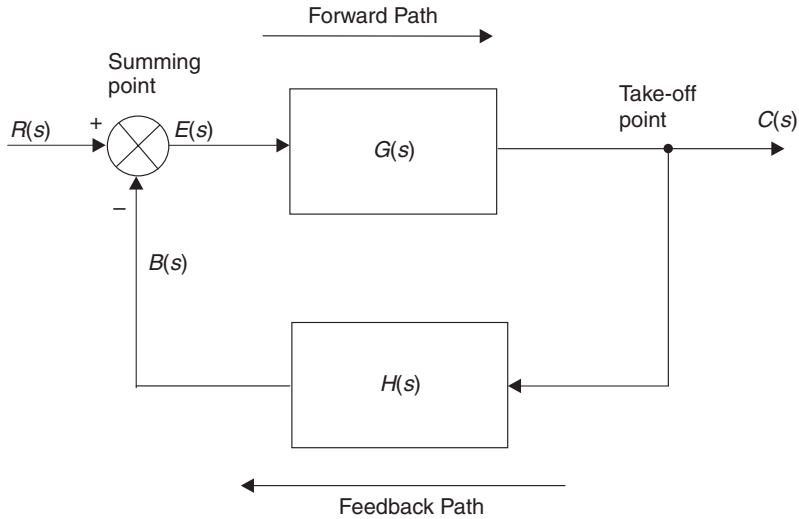 Forward Path
Summing
point
Take-off
point
R(s)
+
E(s)
G(s)
C(s)
–
B(s)
H(s)
Feedback Path